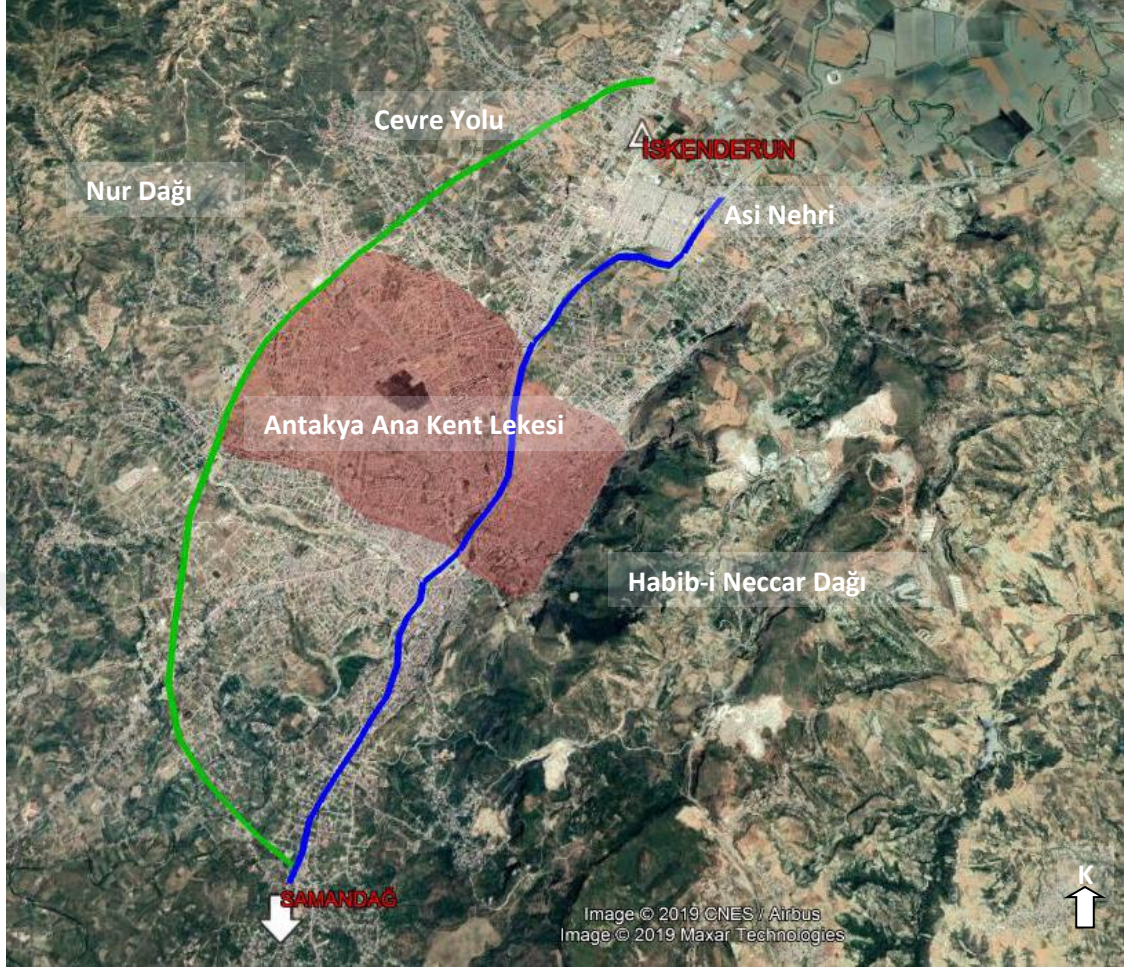 Cevre Yolu
İSKENDERUN
Nur Dağı
Asi Nehri
Antakya Ana Kent Lekesi
Habib-i Neccar Dağı
K
SAMANDAĞ
Image © 2019 CNES / Airbus
Image © 2019 Maxar Technologies